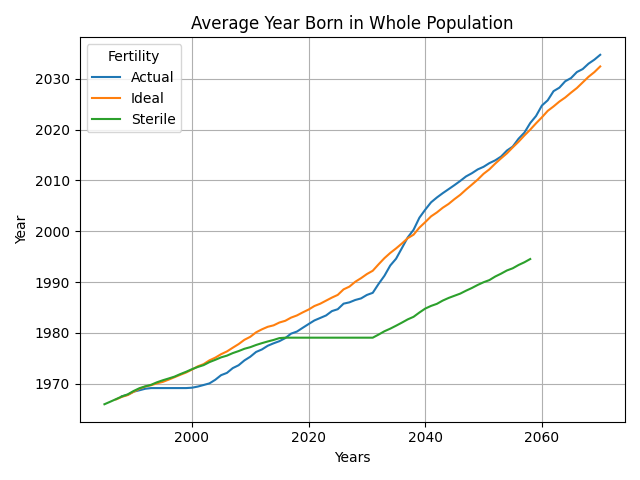 Average Year Born in Whole Population
Fertility
Actual
Ideal
Sterile
Year
2030
2020
2010
2000
1990
1980
1970
2000 2020 2040 2060
Years